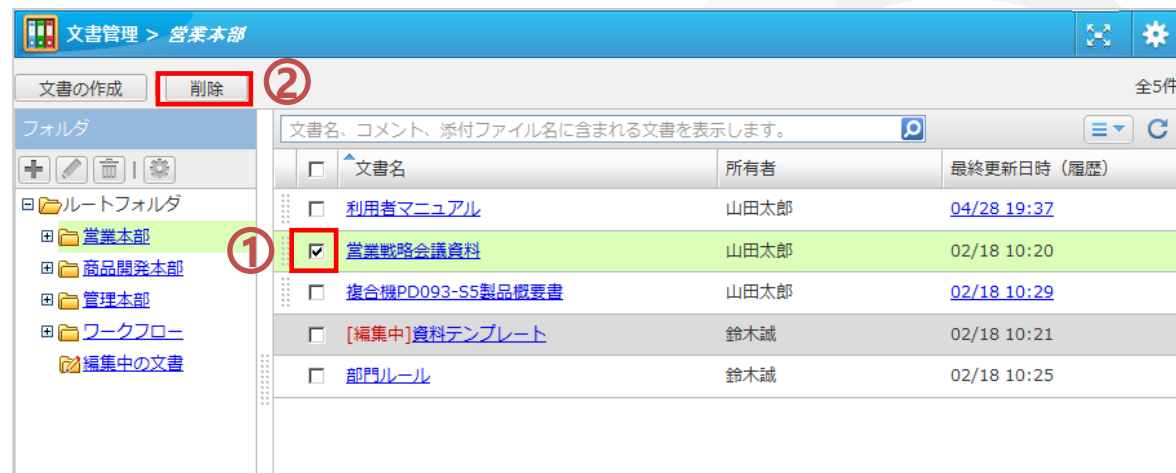 文書管理 > 営業本部
文書の作成 削除 ② 全5件
フォルダ
文書名、コメント、添付ファイル名に含まれる文書を表示します。
文書名 所有者 最終更新日時（履歴）
ルートフォルダ
利用者マニュアル 山田太郎 04/28 19:37
営業本部
① 営業戦略会議資料 山田太郎 02/18 10:20
商品開発本部
複合機PD093-S5製品概要書 山田太郎 02/18 10:29
管理本部
ワークフロー
[編集中]資料テンプレート 鈴木誠 02/18 10:21
編集中の文書
部門ルール 鈴木誠 02/18 10:25